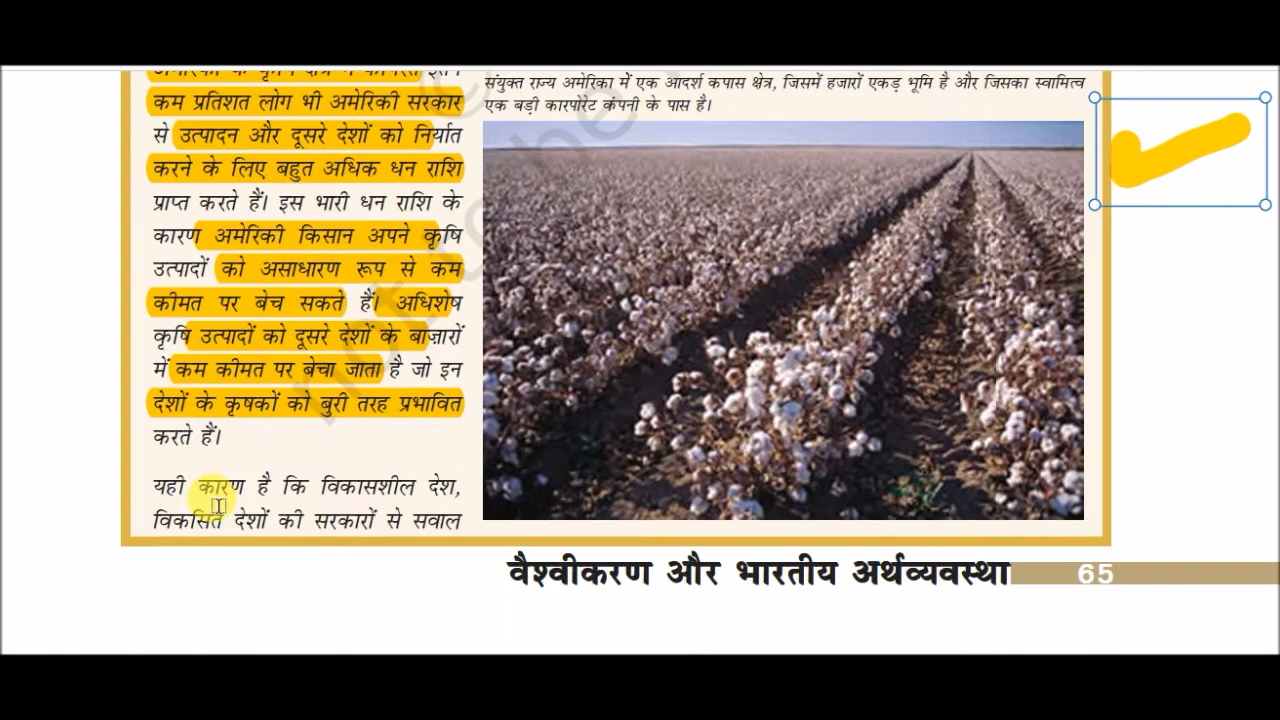 कम प्रतिशत लोग भी अमेरिकी सरकार
से उत्पादन और दूसरे देशों को निर्यात
करने के लिए बहुत अधिक धन राशि
प्राप्त करते हैं। इस भारी धन राशि के
कारण अमेरिकी किसान अपने कृषि
उत्पादों को असाधारण रूप से कम
कीमत पर बेच सकते हैं। अधिशेष
कृषि उत्पादों को दूसरे देशों के बाज़ारों
में कम कीमत पर बेचा जाता है जो इन
देशों के कृषकों को बुरी तरह प्रभावित
करते हैं।
यही कारण है कि विकासशील देश,
विकसित देशों की सरकारों से सवाल
संयुक्त राज्य अमेरिका में एक आदर्श कपास क्षेत्र, जिसमें हजारों एकड़ भूमि है और जिसका स्वामित्व
एक बड़ी कारपोरेट कंपनी के पास है।
not to be
वैश्वीकरण और भारतीय अर्थव्यवस्था 65